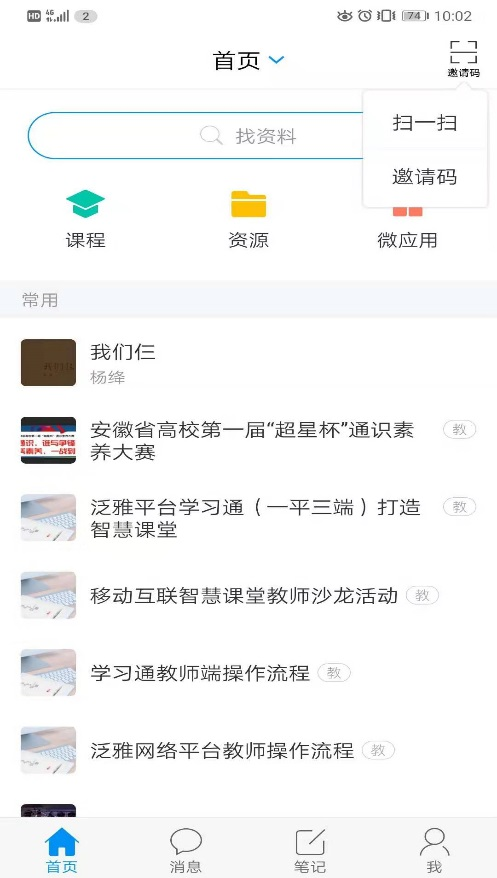 HD 4G 2 74 10:02
首页
邀请码
扫一扫
找资料
邀请码
课程
资源
微应用
常用
我们仨
杨绛
安徽省高校第一届“超星杯”通识素
养大赛
教
泛雅平台学习通（一平三端）打造
智慧课堂
教
移动互联智慧课堂教师沙龙活动 教
学习通教师端操作流程 教
泛雅网络平台教师操作流程 教
首页
消息
笔记
我